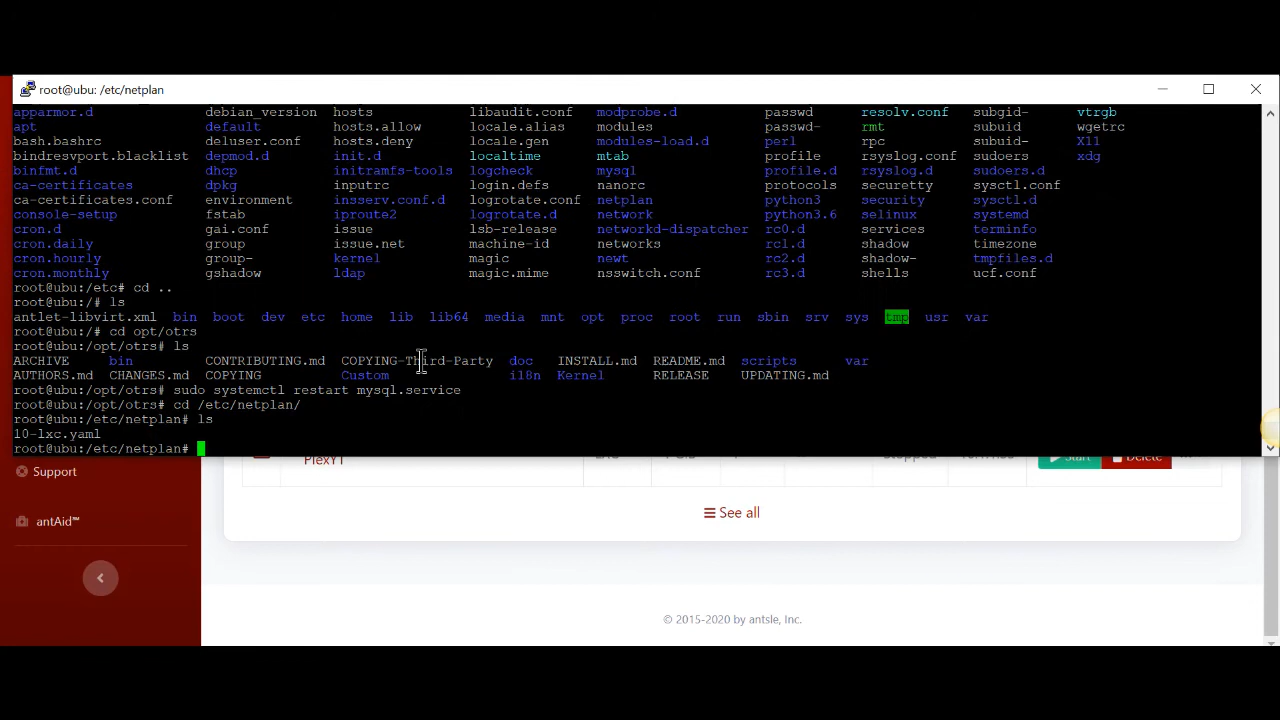 root@ubu: /etc/netplan
apparmor.d debian_version hosts libaudit.conf modprobe.d passwd resolv.conf subgid- vtrgb
apt default hosts.allow locale.alias modules passwd- rmt subuid wgetrc
bash.bashrc deluser.conf hosts.deny locale.gen modules-load.d perl rpc subuid- X11
bindresvport.blacklist depmod.d init.d localtime mtab profile rsyslog.conf sudoers xdg
binfmt.d dhcp initramfs-tools logcheck mysql profile.d rsyslog.d sudoers.d
ca-certificates dpkg inputrc login.defs nanorc protocols securetty sysctl.conf
ca-certificates.conf environment insserv.conf.d logrotate.conf netplan python3 security sysctl.d
console-setup fstab iproute2 logrotate.d network python3.6 selinux systemd
cron.d gai.conf issue lsb-release networkd-dispatcher rc0.d services terminfo
cron.daily group issue.net machine-id networks rc1.d shadow timezone
cron.hourly group- kernel magic newt rc2.d shadow- tmpfiles.d
cron.monthly gshadow ldap magic.mime nsswitch.conf rc3.d shells ucf.conf
root@ubu:/etc# cd ..
root@ubu:/# ls
antlet-libvirt.xml bin boot dev etc home lib lib64 media mnt opt proc root run sbin srv sys tmp usr var
root@ubu:/# cd opt/otrs
root@ubu:/opt/otrs# ls
ARCHIVE bin CONTRIBUTING.md COPYING-Third-Party doc INSTALL.md README.md scripts var
AUTHORS.md CHANGES.md COPYING Custom i18n Kernel RELEASE UPDATING.md
root@ubu:/opt/otrs# sudo systemctl restart mysql.service
root@ubu:/opt/otrs# cd /etc/netplan/
root@ubu:/etc/netplan# ls
10-lxc.yaml
root@ubu:/etc/netplan#
Start Delete
PlexYT
Support
See all
antAid™
© 2015-2020 by antsle, Inc.